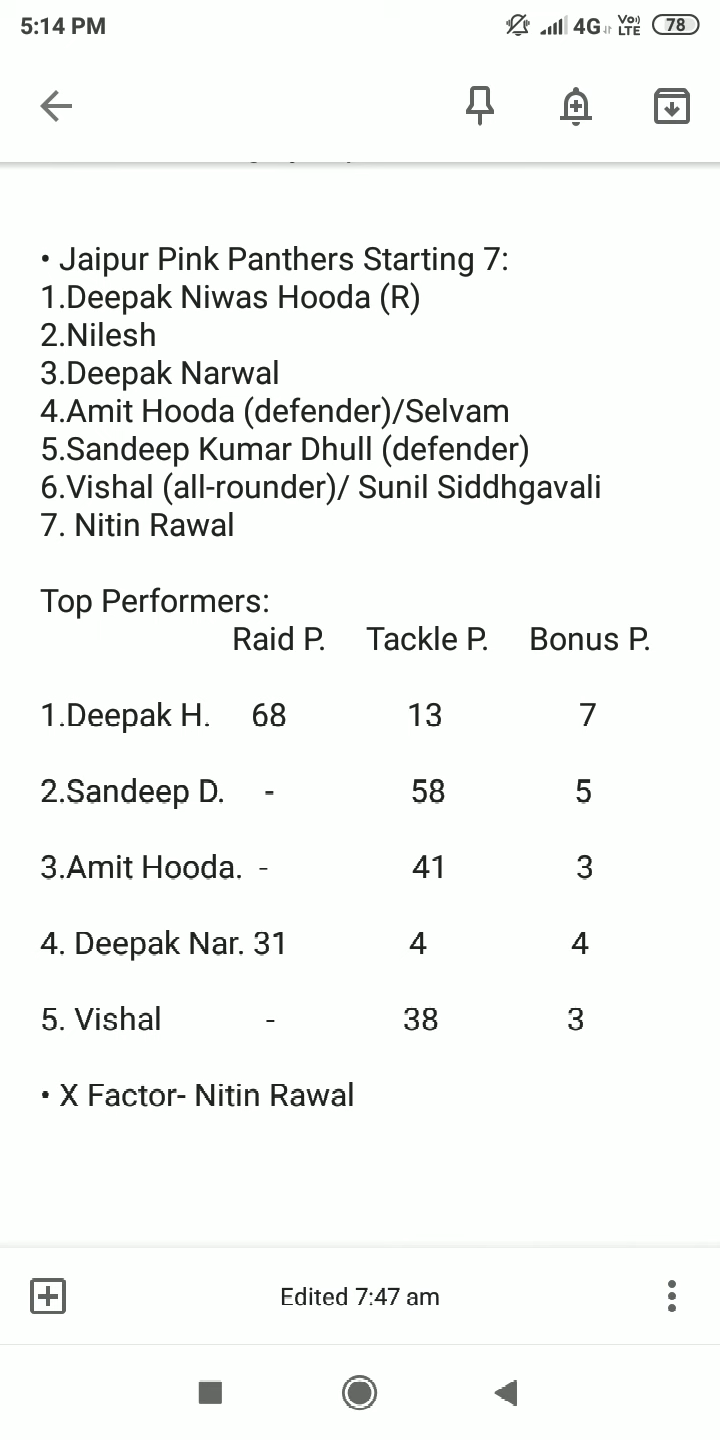 5:14 PM 4G Vo) LTE 78
• Jaipur Pink Panthers Starting 7:
1.Deepak Niwas Hooda (R)
2.Nilesh
3.Deepak Narwal
4.Amit Hooda (defender)/Selvam
5.Sandeep Kumar Dhull (defender)
6.Vishal (all-rounder)/ Sunil Siddhgavali
7. Nitin Rawal
Top Performers:
Raid P. Tackle P. Bonus P.
1.Deepak H. 68 13 7
2.Sandeep D. - 58 5
3.Amit Hooda. - 41 3
4. Deepak Nar. 31 4 4
5. Vishal - 38 3
• X Factor- Nitin Rawal
Edited 7:47 am